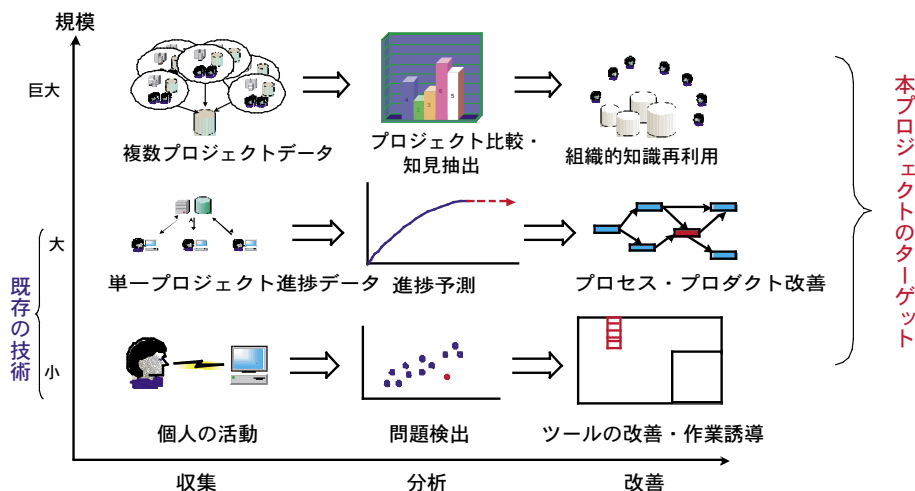 規模
巨大
複数プロジェクトデータ
4
2
3
6
5
プロジェクト比較・
知見抽出
組織的知識再利用
大
単一プロジェクト進捗データ
進捗予測
プロセス・プロダクト改善
小
個人の活動
問題検出
ツールの改善・作業誘導
収集
分析
改善
既存の技術
本プロジェクトのターゲット